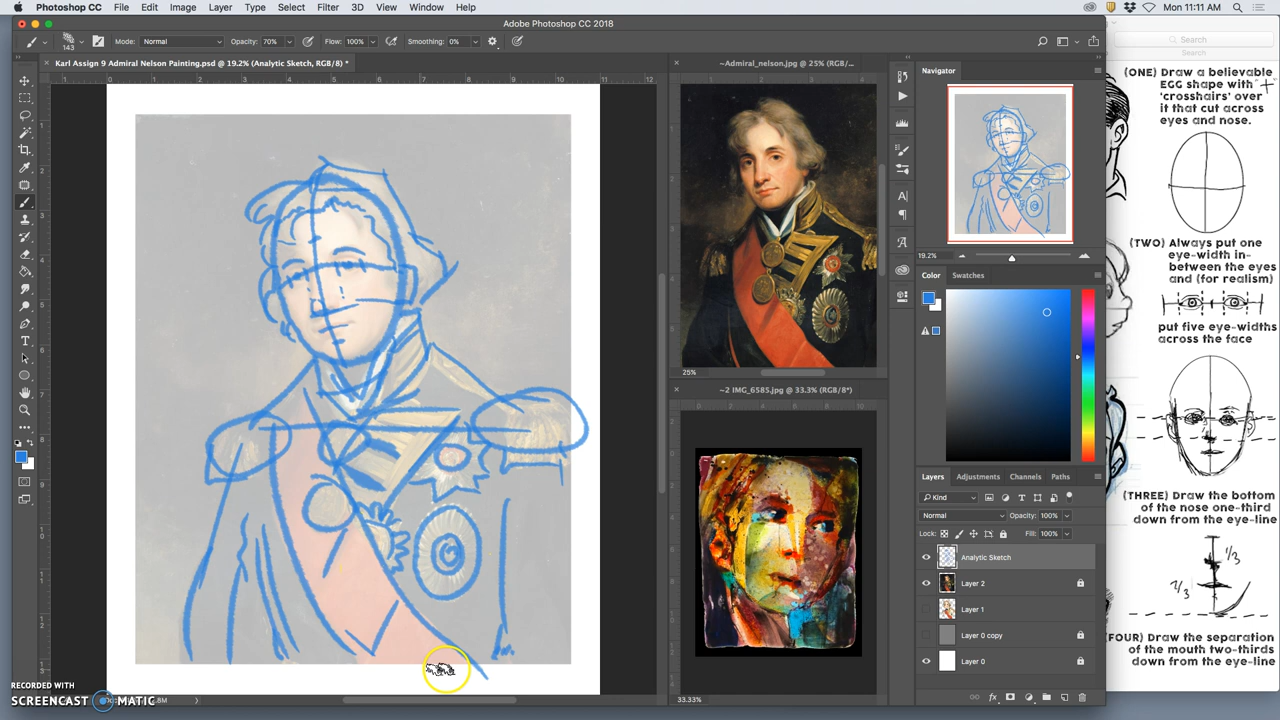 Photoshop CC File Edit Image Layer Type Select Filter 3D View Window Help
Mon 11:11 AM
Adobe Photoshop CC 2018
143 Mode: Normal Opacity: 70% Flow: 100% Smoothing: 0%
Search
Search
Karl Assign 9 Admiral Nelson Painting.psd @ 19.2% (Analytic Sketch, RGB/8) *
~Admiral_nelson.jpg @ 25% (RGB/...
25%
~2 IMG_6585.jpg @ 33.3% (RGB/8*)
33.33%
Navigator
19.2%
Color Swatches
Layers Adjustments Channels Paths
Kind
Normal Opacity: 100%
Lock: Fill: 100%
Analytic Sketch
Layer 2
Layer 1
Layer 0 copy
Layer 0
(ONE) Draw a believable
EGG shape with
'crosshairs' over
it that cut across
eyes and nose.
(TWO) Always put one
eye-width in-
between the eyes
and (for realism)
put five eye-widths
across the face
(THREE) Draw the bottom
of the nose one-third
down from the eye-line
1/3
2/3
(FOUR) Draw the separation
of the mouth two-thirds
down from the eye-line
RECORDED WITH
SCREENCAST MATIC